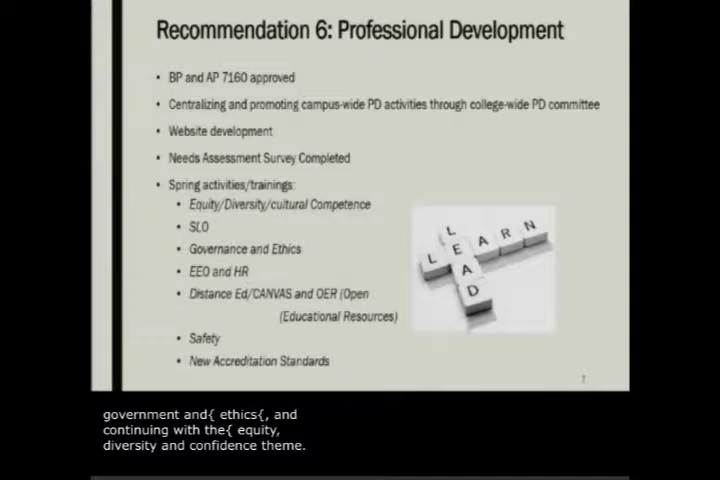 Recommendation 6: Professional Development
• BP and AP 7160 approved
• Centralizing and promoting campus-wide PD activities through college-wide PD committee
• Website development
• Needs Assessment Survey Completed
• Spring activities/trainings:
• Equity/Diversity/cultural Competence
• SLO
• Governance and Ethics
• EEO and HR
• Distance Ed/CANVAS and OER (Open
(Educational Resources)
• Safety
• New Accreditation Standards
LEARN
LEAD
7
government and{ ethics{, and
continuing with the{ equity,
diversity and confidence theme.